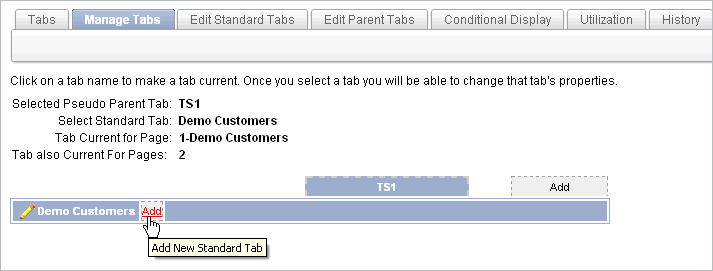 Tabs Manage Tabs Edit Standard Tabs Edit Parent Tabs Conditional Display Utilization History
Click on a tab name to make a tab current. Once you select a tab you will be able to change that tab's properties.
Selected Pseudo Parent Tab: TS1
Select Standard Tab: Demo Customers
Tab Current for Page: 1-Demo Customers
Tab also Current For Pages: 2
TS1 Add
Demo Customers Add
Add New Standard Tab